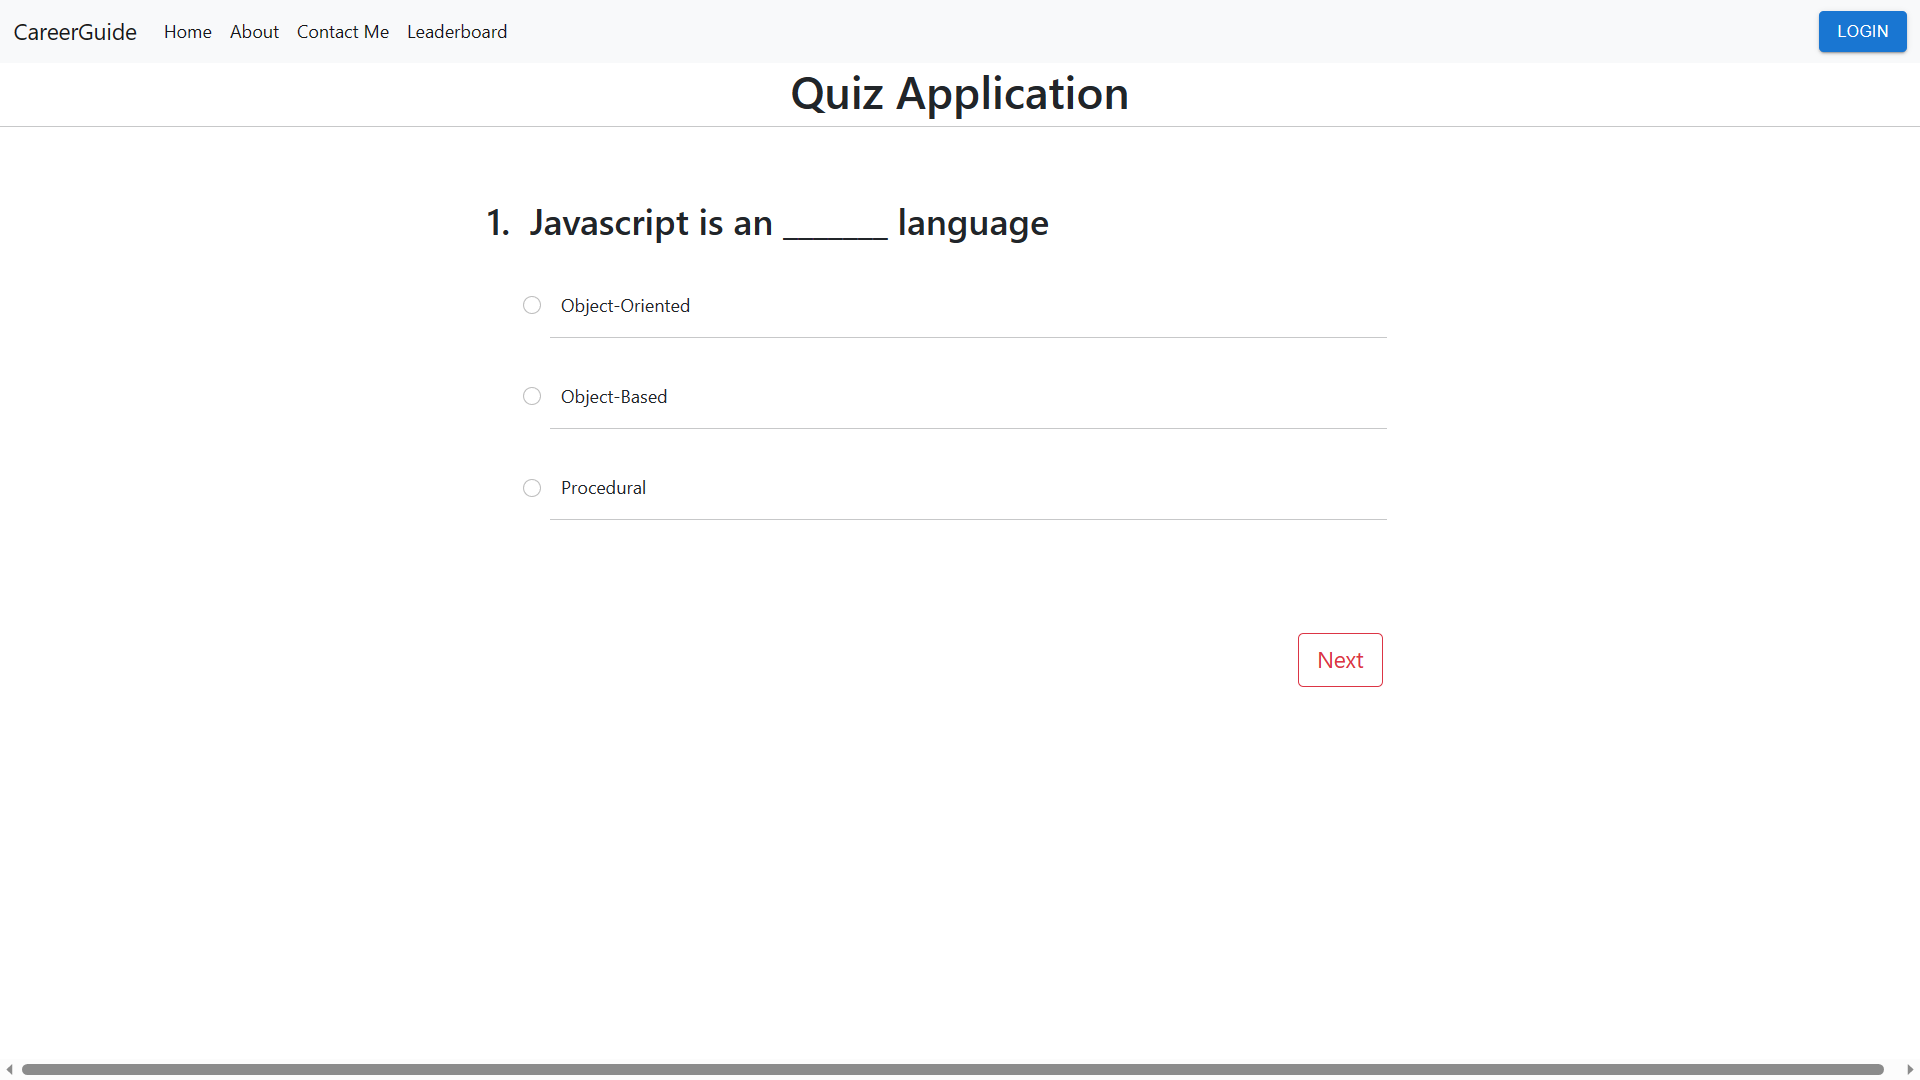 CareerGuide Home About Contact Me Leaderboard LOGIN
Quiz Application
1. Javascript is an _______ language
Object-Oriented
Object-Based
Procedural
Next